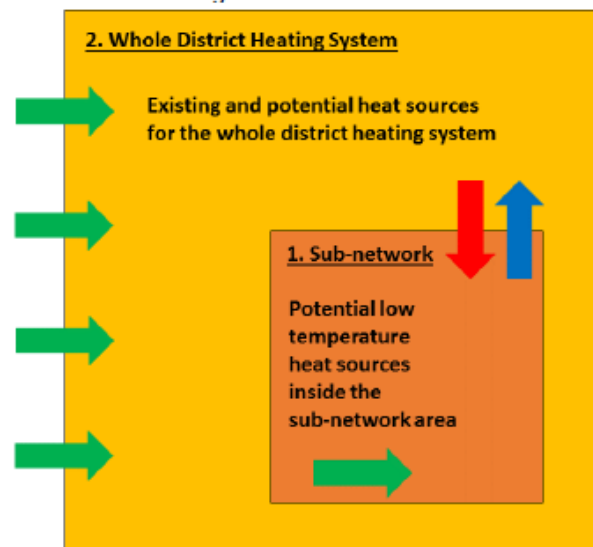 2. Whole District Heating System
Existing and potential heat sources
for the whole district heating system
1. Sub-network
Potential low
temperature
heat sources
inside the
sub-network area